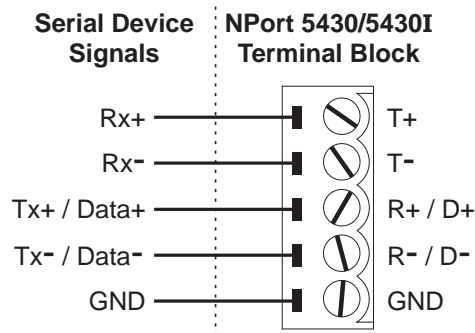 Serial Device Signals
NPort 5430/5430I Terminal Block
Rx+ T+
Rx- T-
Tx+ / Data+ R+ / D+
Tx- / Data- R- / D-
GND GND